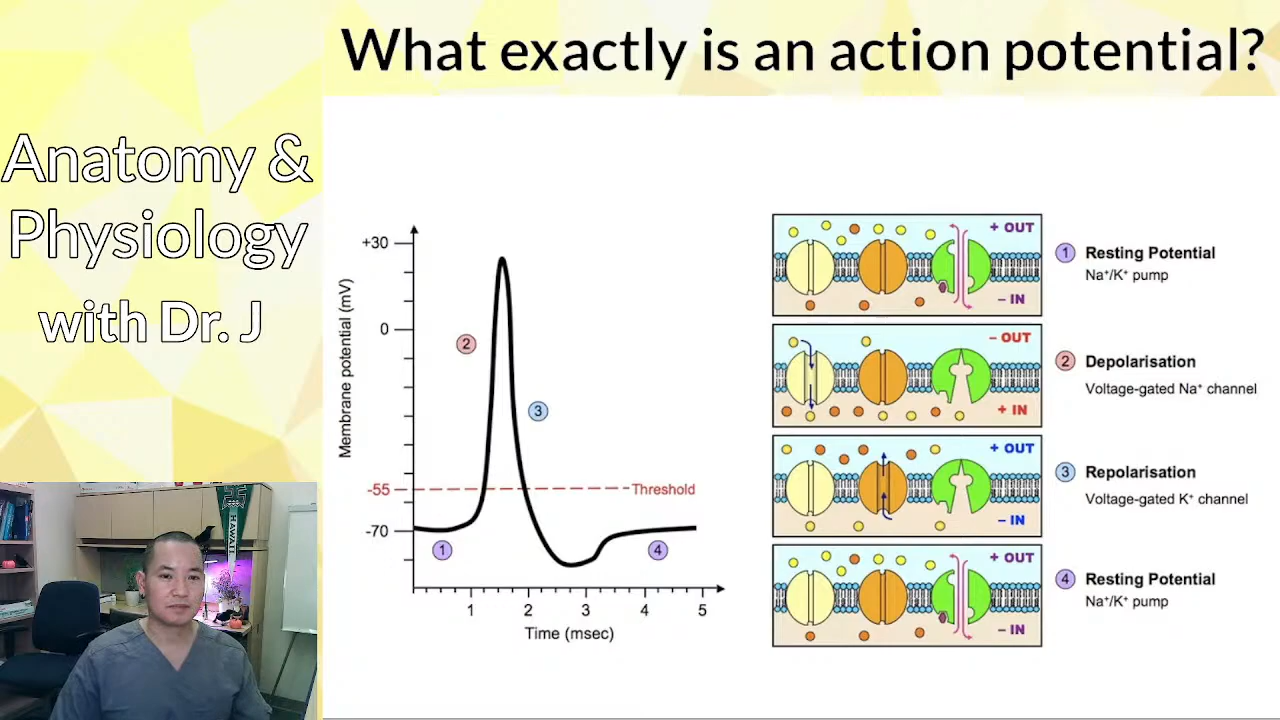 What exactly is an action potential?
Anatomy &
Physiology
with Dr. J
HAWAII
Membrane potential (mV)
+30
0
-55
-70
Threshold
1
2
3
4
1 2 3 4 5
Time (msec)
+ OUT
– IN
1 Resting Potential
Na⁺/K⁺ pump
– OUT
+ IN
2 Depolarisation
Voltage-gated Na⁺ channel
+ OUT
– IN
3 Repolarisation
Voltage-gated K⁺ channel
+ OUT
– IN
4 Resting Potential
Na⁺/K⁺ pump